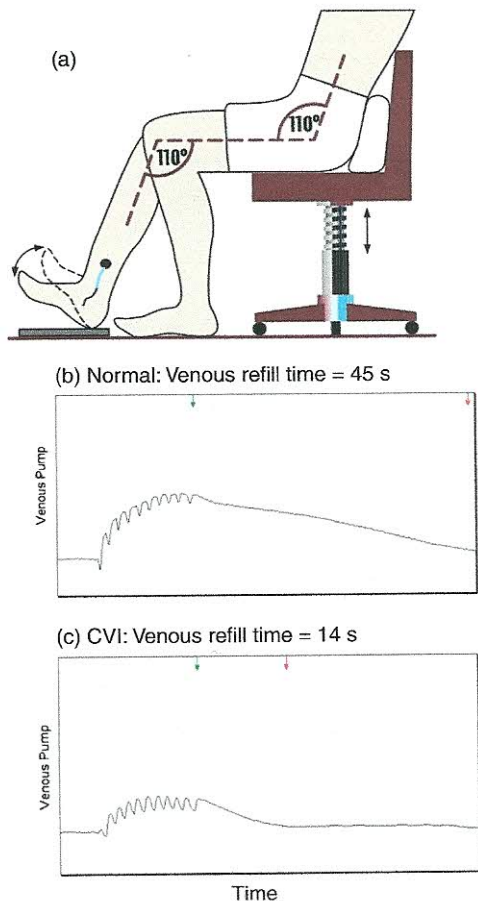 (a)
110°
110°
(b) Normal: Venous refill time = 45 s
Venous Pump
(c) CVI: Venous refill time = 14 s
Venous Pump
Time